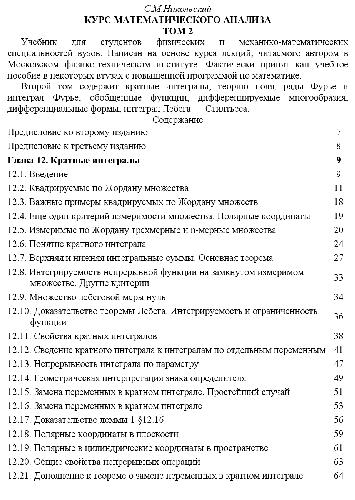 С.М.Никольский
КУРС МАТЕМАТИЧЕСКОГО АНАЛИЗА
ТОМ 2
Учебник для студентов физических и механико-математических
специальностей вузов. Написан на основе курса лекций, читаемого автором в
Московском физико-техническом институте. Фактически принят как учебное
пособие в некоторых втузах с повышенной программой по математике.
Второй том содержит кратные интегралы, теорию поля, ряды Фурье и
интеграл Фурье, обобщенные функции, дифференцируемые многообразия,
дифференциальные формы, интеграл Лебега — Стилтьеса.
Содержание
Предисловие ко второму изданию 7
Предисловие к третьему изданию 8
Глава 12. Кратные интегралы 9
12.1. Введение 9
12.2. Квадрируемые по Жордану множества 11
12.3. Важные примеры квадрируемых по Жордану множеств 18
12.4. Еще один критерий измеримости множества. Полярные координаты 19
12.5. Измеримые по Жордану трехмерные и n-мерные множества 20
12.6. Понятие кратного интеграла 24
12.7. Верхняя и нижняя интегральные суммы. Основная теорема 27
12.8. Интегрируемость непрерывной функции на замкнутом измеримом
множестве. Другие критерии 33
12.9. Множество лебеговой меры нуль 34
12.10. Доказательство теоремы Лебега. Интегрируемость и ограниченность
функции 36
12.11. Свойства кратных интегралов 38
12.12. Сведение кратного интеграла к интегралам по отдельным переменным 41
12.13. Непрерывность интеграла по параметру 47
12.14. Геометрическая интерпретация знака определителя 49
12.15. Замена переменных в кратном интеграле. Простейший случай 51
12.16. Замена переменных в кратном интеграле 53
12.17. Доказательство леммы 1 §12.16 56
12.18. Полярные координаты в плоскости 59
12.19. Полярные и цилиндрические координаты в пространстве 61
12.20. Общие свойства непрерывных операций 63
12.21. Дополнение к теореме о замене переменных в кратном интеграле 64